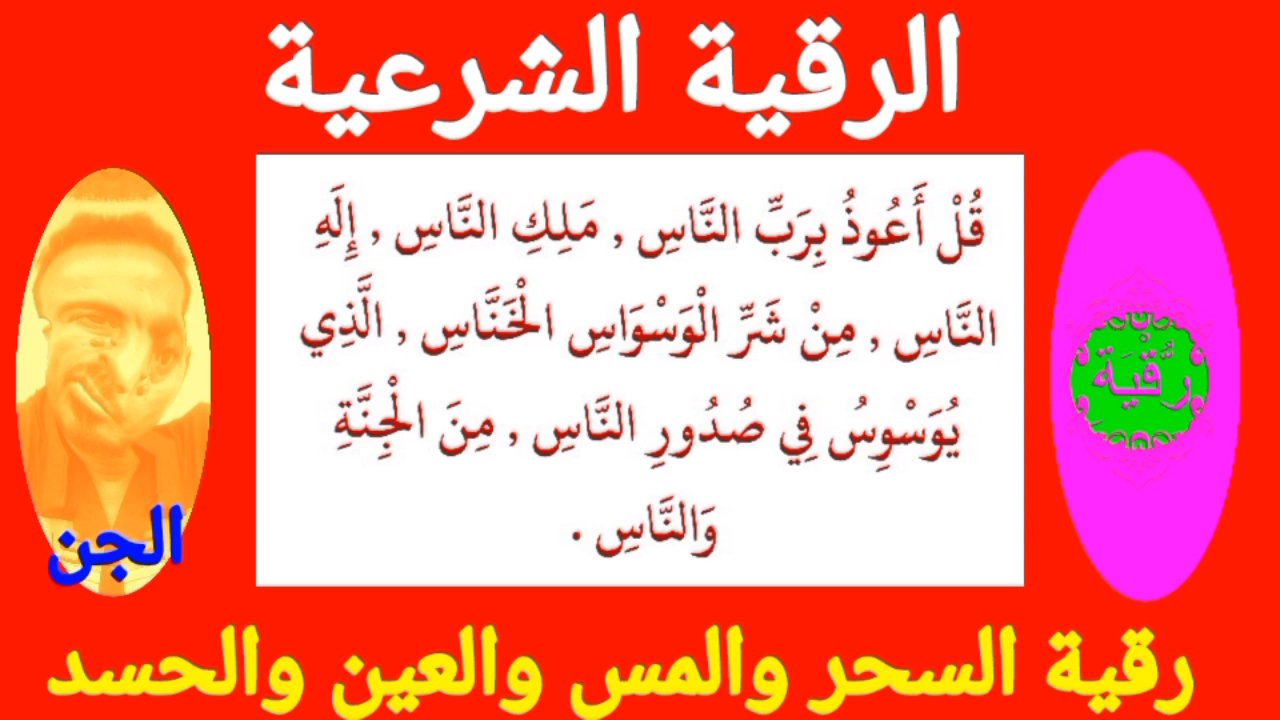 الرقية الشرعية
قُلْ أَعُوذُ بِرَبِّ النَّاسِ , مَلِكِ النَّاسِ , إِلَهِ
النَّاسِ , مِنْ شَرِّ الْوَسْوَاسِ الْخَنَّاسِ , الَّذِي
يُوَسْوِسُ فِي صُدُورِ النَّاسِ , مِنَ الْجِنَّةِ
وَالنَّاسِ .
رُقْيَة
الجن
رقية السحر والمس والعين والحسد